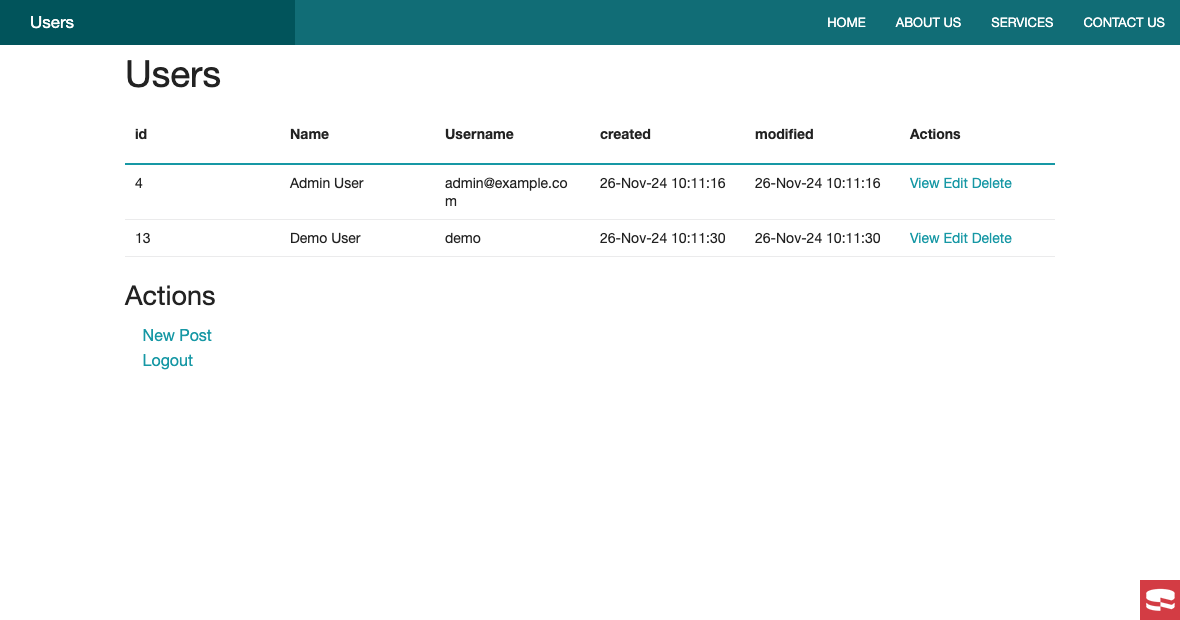 Users HOME ABOUT US SERVICES CONTACT US
Users
id Name Username created modified Actions
4 Admin User admin@example.co 26-Nov-24 10:11:16 26-Nov-24 10:11:16 View Edit Delete
m
13 Demo User demo 26-Nov-24 10:11:30 26-Nov-24 10:11:30 View Edit Delete
Actions
New Post
Logout